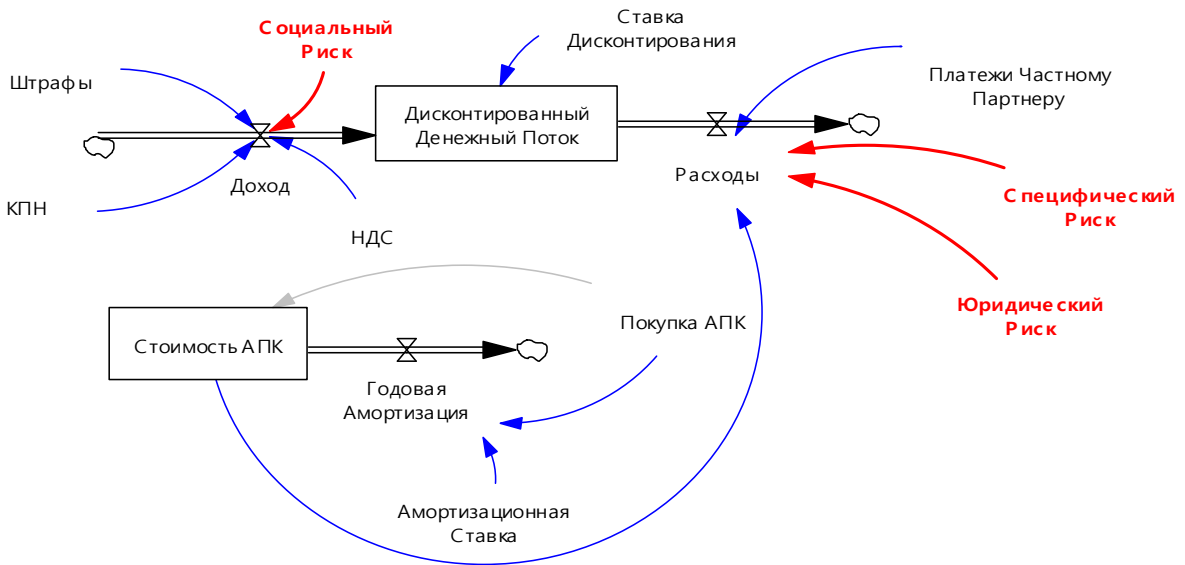 Социальный
Риск
Ставка
Дисконтирования
Штрафы
Платежи Частному
Партнеру
Дисконтированный
Денежный Поток
Доход
Расходы
КПН
Специфический
Риск
НДС
Юридический
Риск
Покупка АПК
Стоимость АПК
Годовая
Амортизация
Амортизационная
Ставка